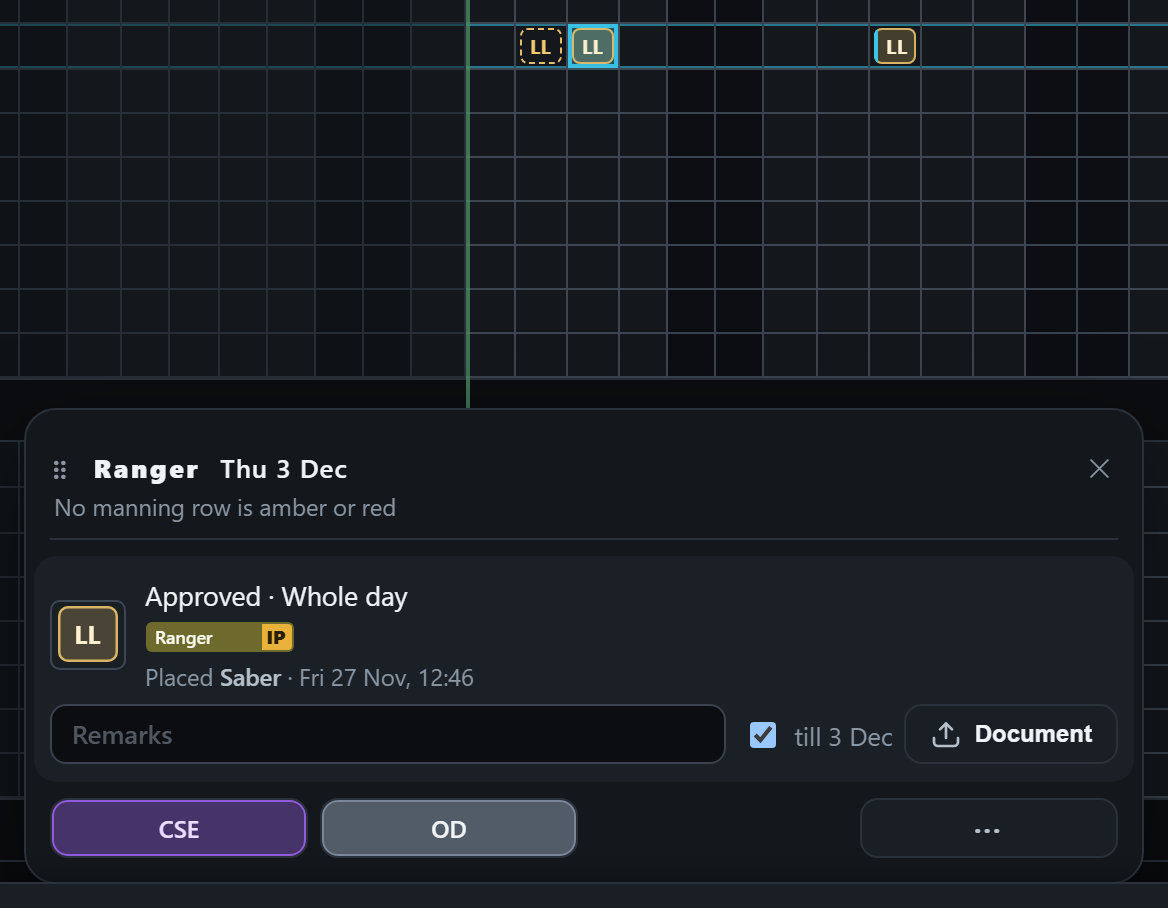 LL LL LL
Ranger Thu 3 Dec
No manning row is amber or red
Approved · Whole day
LL
Ranger IP
Placed Saber · Fri 27 Nov, 12:46
Remarks till 3 Dec Document
CSE OD ...